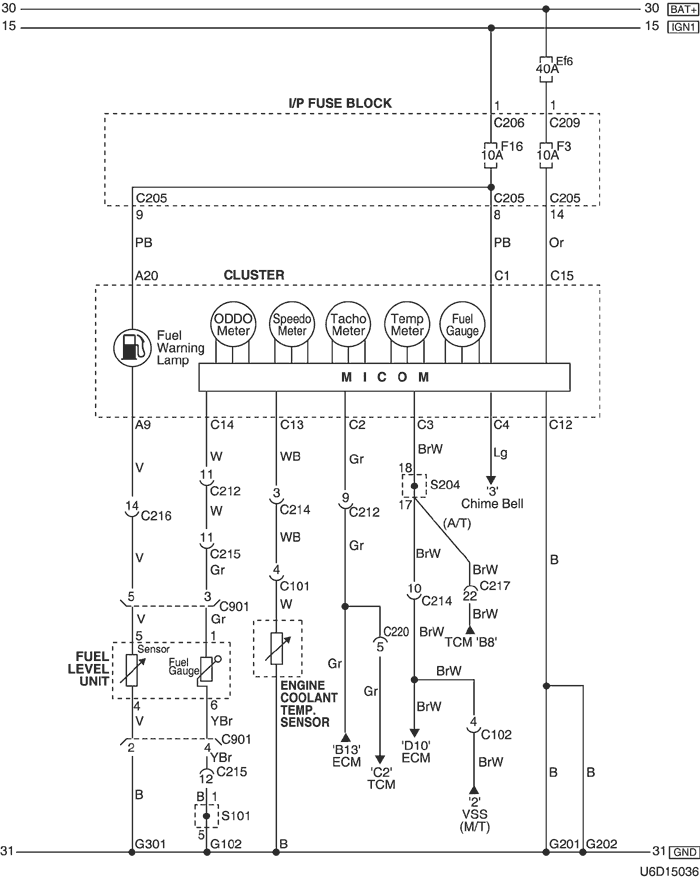 30 30 BAT+
15 15 IGN1
Ef6
40A
I/P FUSE BLOCK
1 1
C206 C209
F16 F3
10A 10A
C205 C205 C205
9 8 14
PB PB Or
A20 CLUSTER C1 C15
ODDO Meter
Speedo Meter
Tacho Meter
Temp Meter
Fuel Gauge
Fuel
Warning
Lamp
M I C O M
A9 C14 C13 C2 C3 C4 C12
V W WB Gr BrW Lg
18
S204
17
'3'
Chime Bell
11
C212
3
C214
9
C212
14
C216
W WB Gr
(A/T)
11
C215
4
C101
V Gr W BrW BrW B
10
C214
C217
22
5 3
C901
V Gr BrW BrW
TCM 'B8'
5 1
Sensor
Fuel
Gauge
FUEL
LEVEL
UNIT
C220
5
Gr Gr BrW BrW
ENGINE
COOLANT
TEMP.
SENSOR
4 6
V YBr
C901
2 4
YBr
C215
12
4
C102
BrW
'B13'
ECM
'C2'
TCM
'D10'
ECM
'2'
VSS
(M/T)
B B 1
S101
5
B B
31 G301 G102 B G201 G202 31 GND
U6D15036